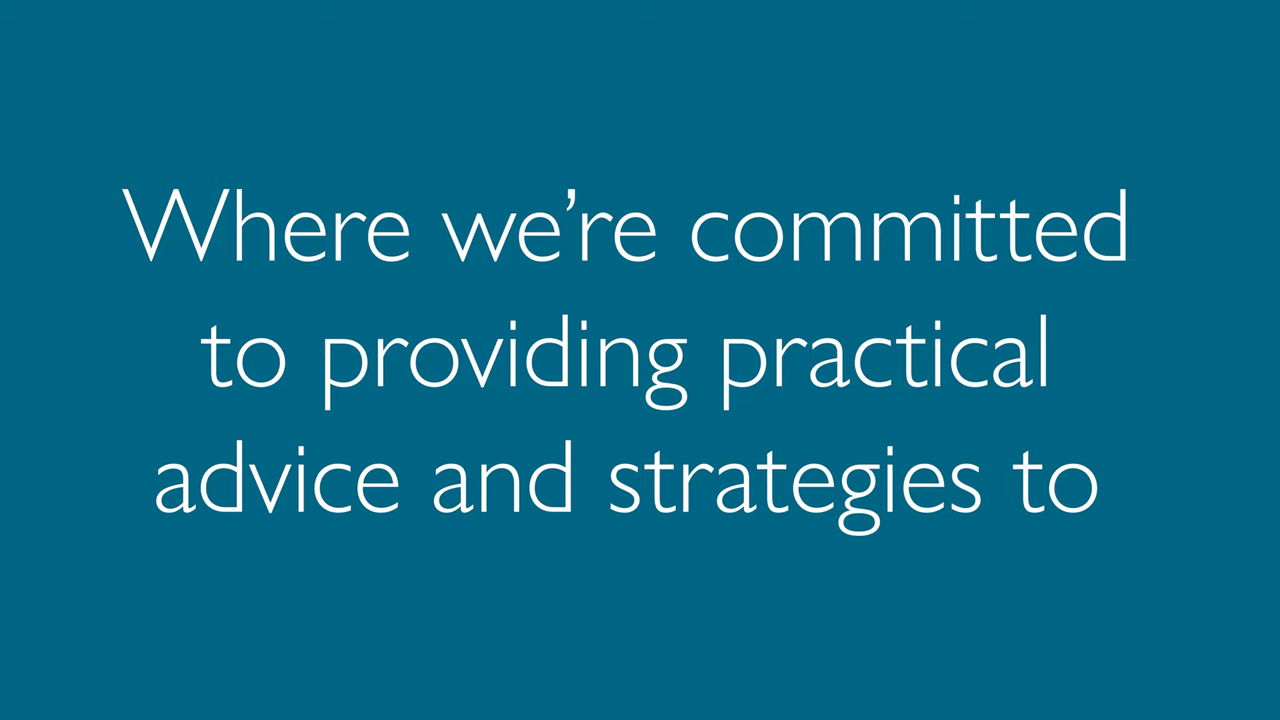 Where we’re committed
to providing practical
advice and strategies to